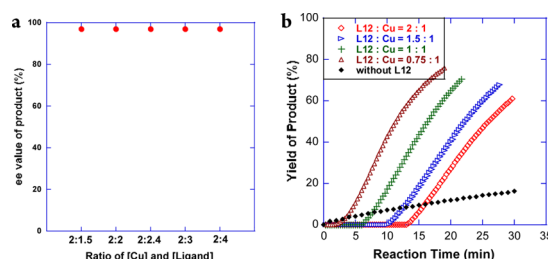 a
ee value of product (%)
100
80
60
40
20
0
2:1.5 2:2 2:2.4 2:3 2:4
Ratio of [Cu] and [Ligand]
b
Yield of Product (%)
100
80
60
40
20
0
L12 : Cu = 2 : 1
L12 : Cu = 1.5 : 1
L12 : Cu = 1 : 1
L12 : Cu = 0.75 : 1
without L12
0 5 10 15 20 25 30 35
Reaction Time (min)